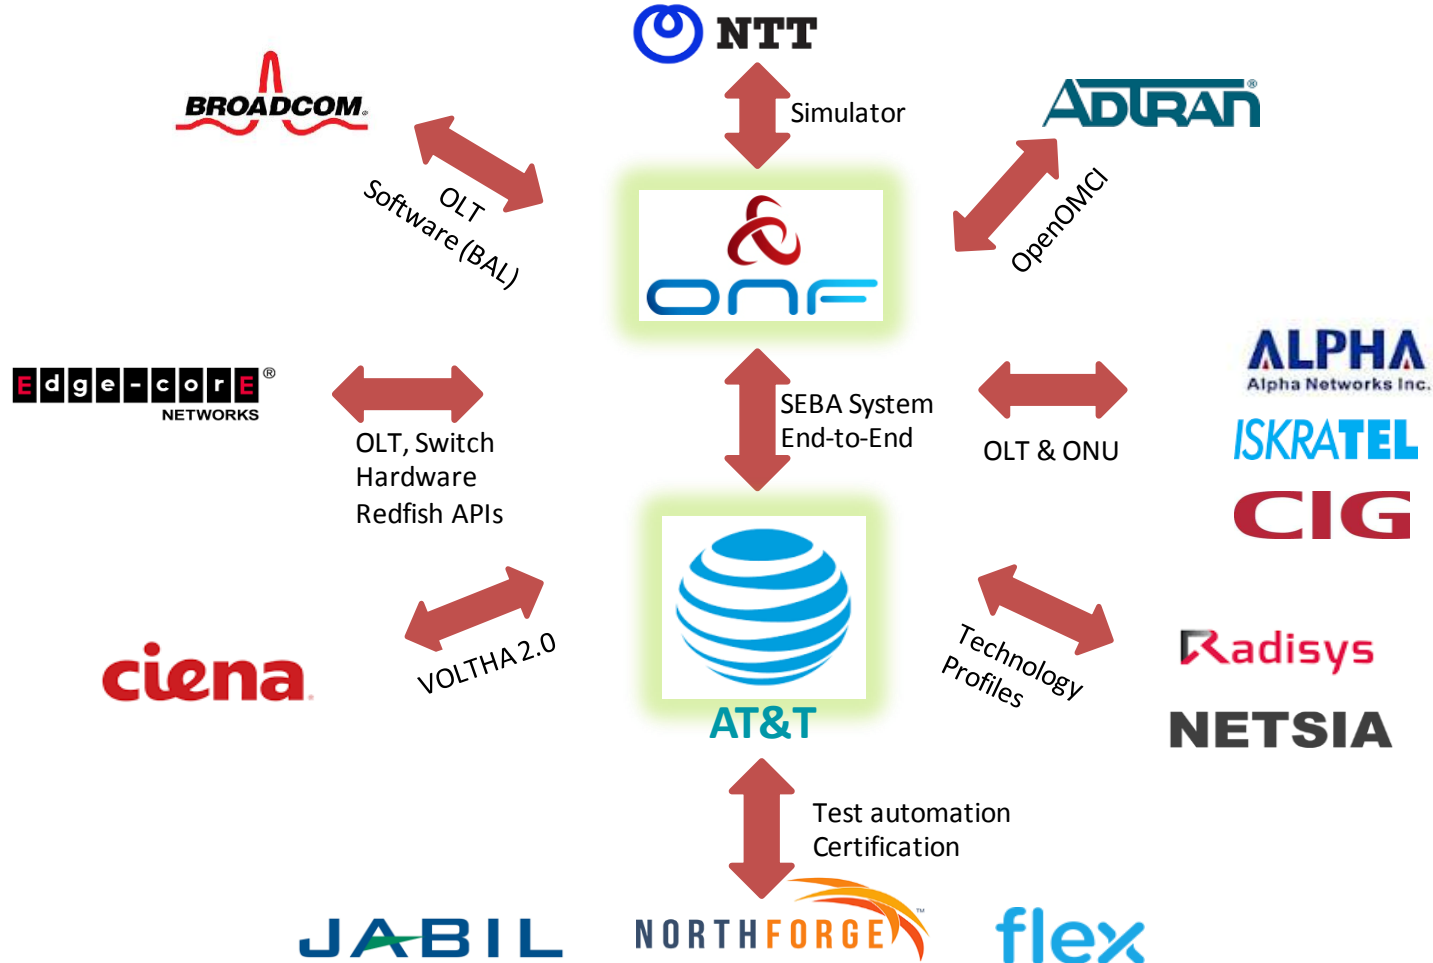 NTT
BROADCOM®
ADTRAN®
Simulator
OLT
Software (BAL)
OpenOMCI
ONF
Edge-corE®
NETWORKS
OLT, Switch
Hardware
Redfish APIs
SEBA System
End-to-End
OLT & ONU
ALPHA
Alpha Networks Inc.
ISKRATEL
CIG
ciena
VOLTHA 2.0
AT&T
Technology
Profiles
Radisys
NETSIA
Test automation
Certification
JABIL
NORTHFORGE™
flex